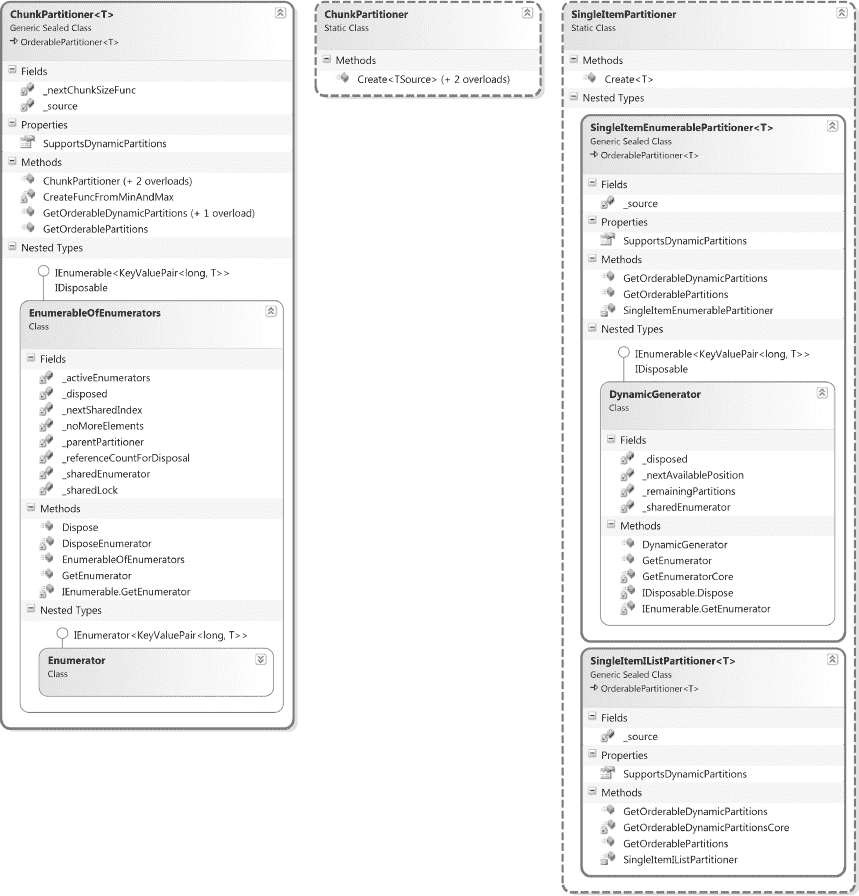 ChunkPartitioner<T>
Generic Sealed Class
OrderablePartitioner<T>
Fields
_nextChunkSizeFunc
_source
Properties
SupportsDynamicPartitions
Methods
ChunkPartitioner (+ 2 overloads)
CreateFuncFromMinAndMax
GetOrderableDynamicPartitions (+ 1 overload)
GetOrderablePartitions
Nested Types
IEnumerable<KeyValuePair<long, T>>
IDisposable
EnumerableOfEnumerators
Class
Fields
_activeEnumerators
_disposed
_nextSharedIndex
_noMoreElements
_parentPartitioner
_referenceCountForDisposal
_sharedEnumerator
_sharedLock
Methods
Dispose
DisposeEnumerator
EnumerableOfEnumerators
GetEnumerator
IEnumerable.GetEnumerator
Nested Types
IEnumerator<KeyValuePair<long, T>>
Enumerator
Class
ChunkPartitioner
Static Class
Methods
Create<TSource> (+ 2 overloads)
SingleItemPartitioner
Static Class
Methods
Create<T>
Nested Types
SingleItemEnumerablePartitioner<T>
Generic Sealed Class
OrderablePartitioner<T>
Fields
_source
Properties
SupportsDynamicPartitions
Methods
GetOrderableDynamicPartitions
GetOrderablePartitions
SingleItemEnumerablePartitioner
Nested Types
IEnumerable<KeyValuePair<long, T>>
IDisposable
DynamicGenerator
Class
Fields
_disposed
_nextAvailablePosition
_remainingPartitions
_sharedEnumerator
Methods
DynamicGenerator
GetEnumerator
GetEnumeratorCore
IDisposable.Dispose
IEnumerable.GetEnumerator
SingleItemIListPartitioner<T>
Generic Sealed Class
OrderablePartitioner<T>
Fields
_source
Properties
SupportsDynamicPartitions
Methods
GetOrderableDynamicPartitions
GetOrderableDynamicPartitionsCore
GetOrderablePartitions
SingleItemIListPartitioner